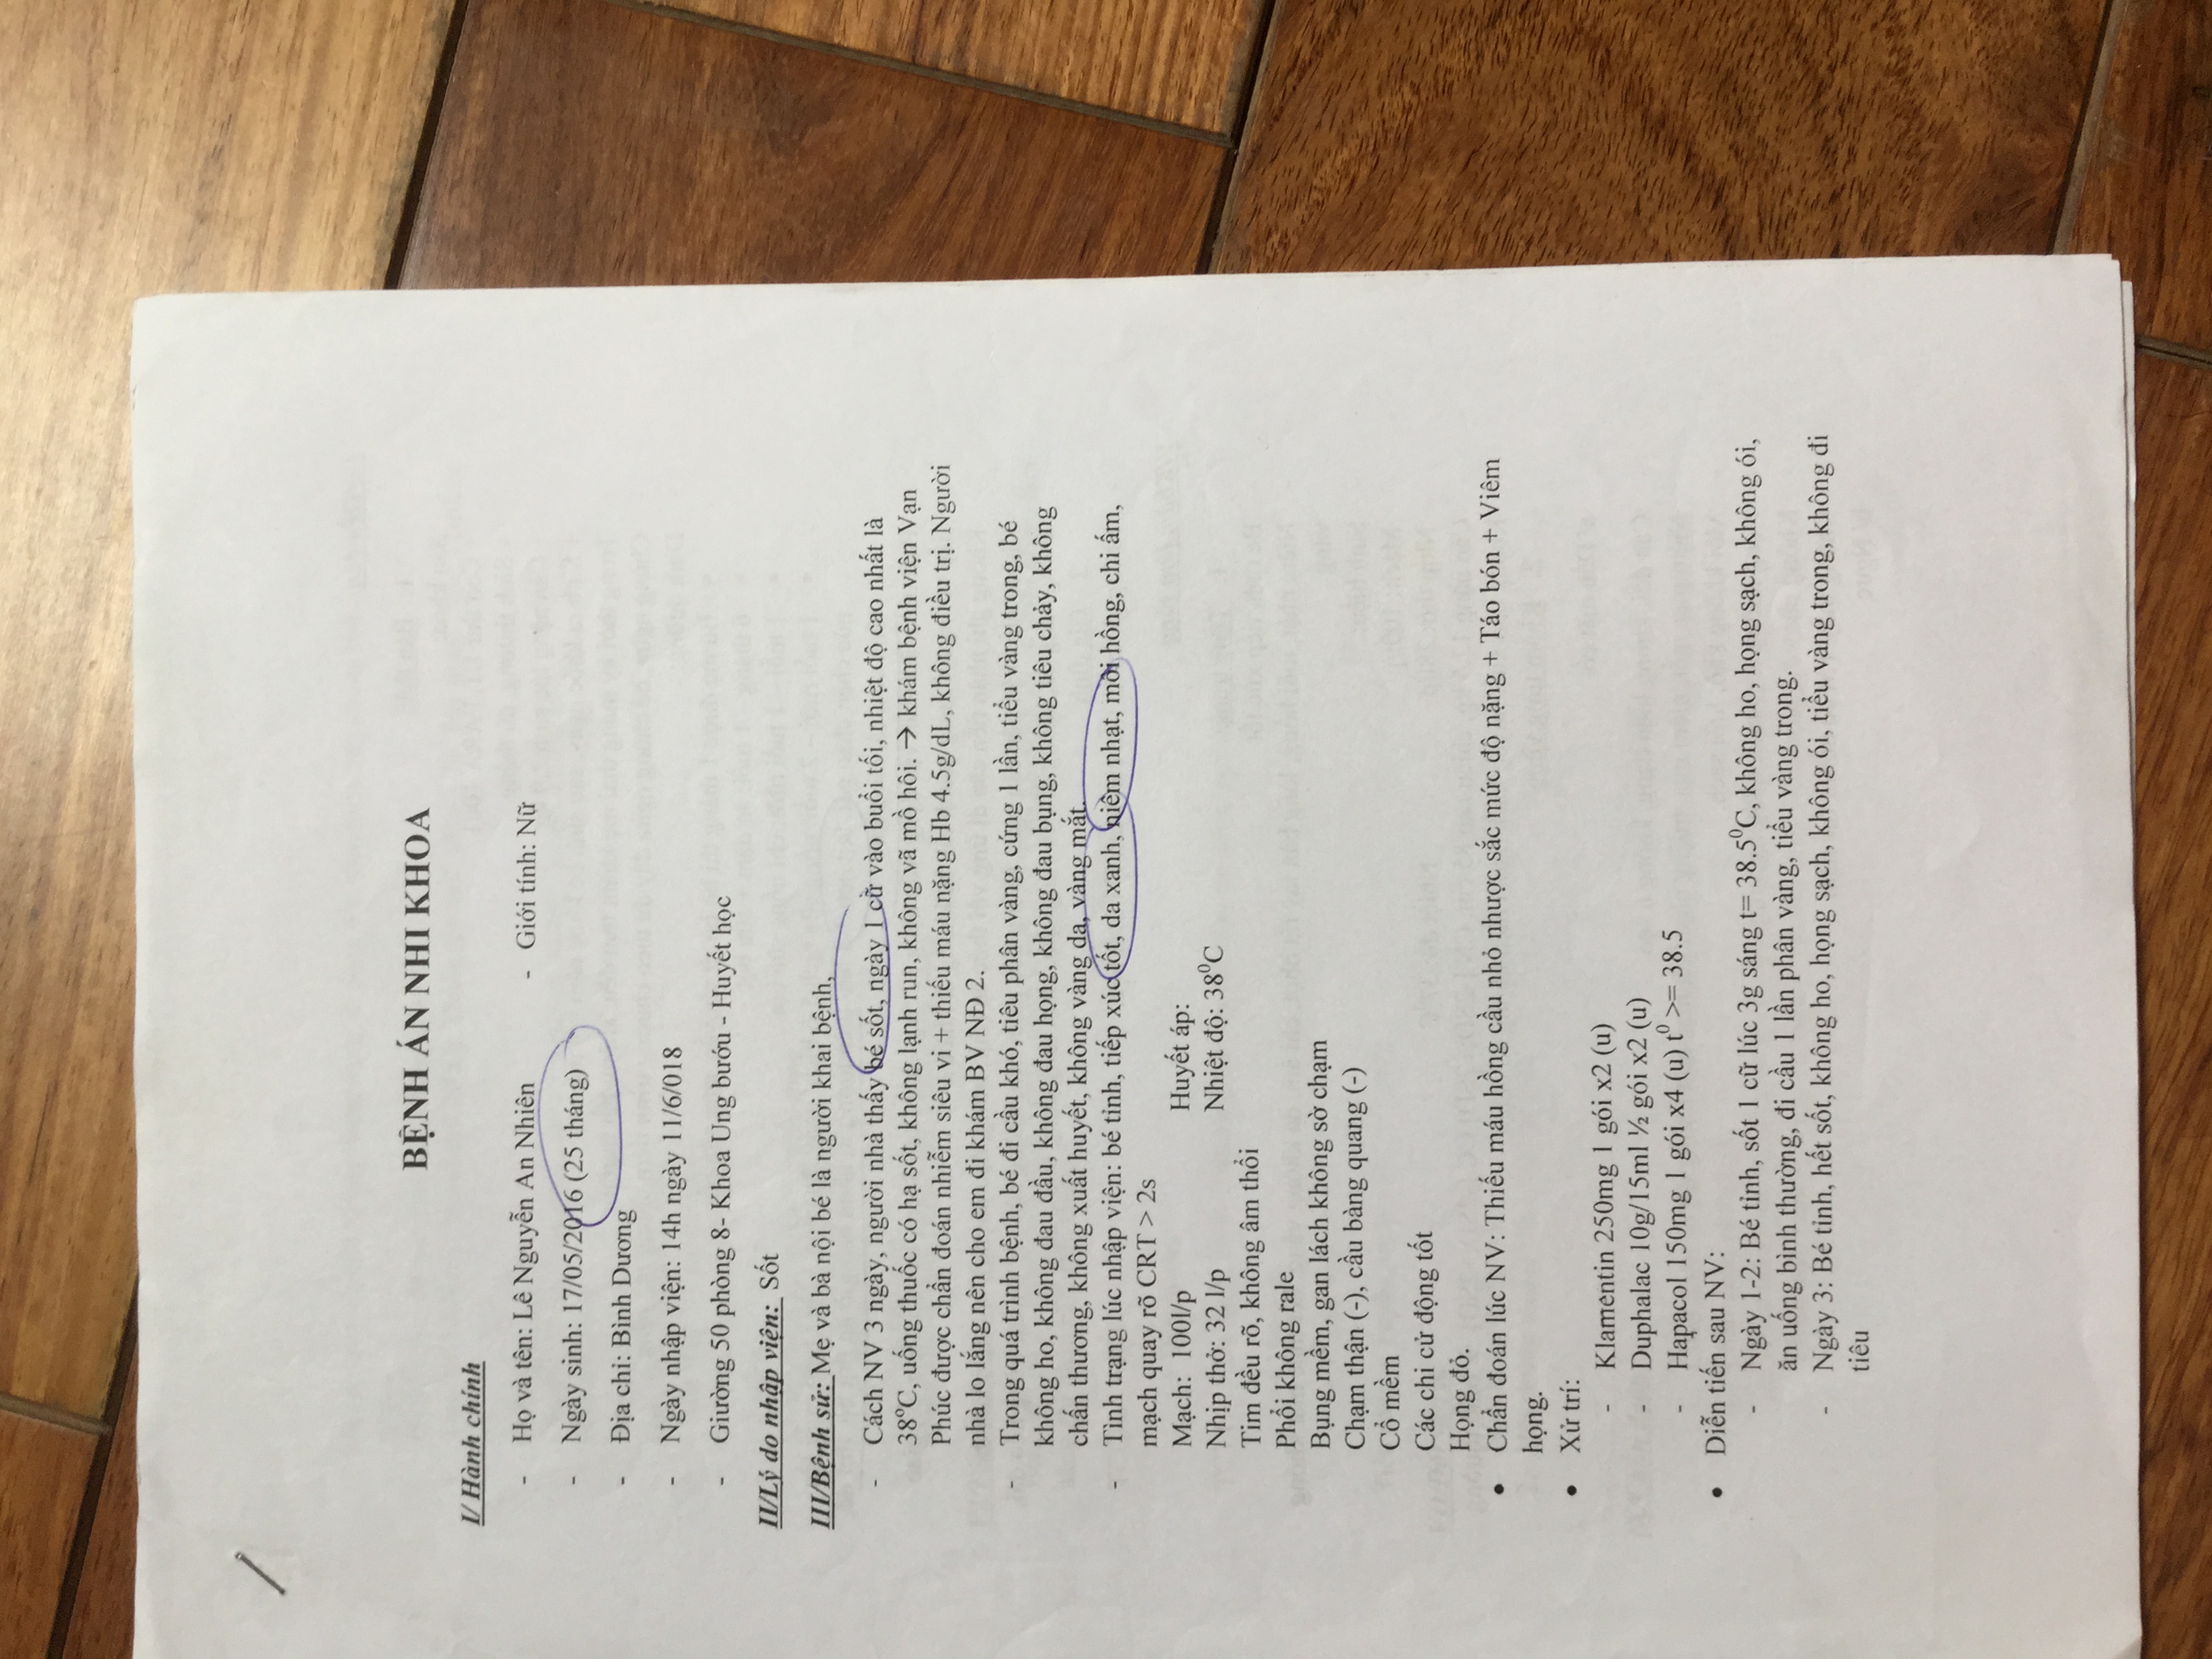 BỆNH ÁN NHI KHOA
I/ Hành chính
- Họ và tên: Lê Nguyễn An Nhiên - Giới tính: Nữ
- Ngày sinh: 17/05/2016 (25 tháng)
- Địa chỉ: Bình Dương
- Ngày nhập viện: 14h ngày 11/6/018
- Giường 50 phòng 8- Khoa Ung bướu - Huyết học
II/Lý do nhập viện: Sốt
III/Bệnh sử: Mẹ và bà nội bé là người khai bệnh,
- Cách NV 3 ngày, người nhà thấy bé sốt, ngày 1 cữ vào buổi tối, nhiệt độ cao nhất là
38°C, uống thuốc có hạ sốt, không lạnh run, không vã mồ hôi. → khám bệnh viện Vạn
Phúc được chẩn đoán nhiễm siêu vi + thiếu máu nặng Hb 4.5g/dL, không điều trị. Người
nhà lo lắng nên cho em đi khám BV NĐ 2.
- Trong quá trình bệnh, bé đi cầu khó, tiêu phân vàng, cứng 1 lần, tiểu vàng trong, bé
không ho, không đau đầu, không đau họng, không đau bụng, không tiêu chảy, không
chấn thương, không xuất huyết, không vàng da, vàng mắt.
- Tình trạng lúc nhập viện: bé tỉnh, tiếp xúc tốt, da xanh, niêm nhạt, môi hồng, chi ấm,
mạch quay rõ CRT > 2s
Mạch: 100l/p Huyết áp:
Nhịp thở: 32 l/p Nhiệt độ: 38⁰C
Tim đều rõ, không âm thổi
Phổi không rale
Bụng mềm, gan lách không sờ chạm
Chạm thận (-), cầu bàng quang (-)
Cổ mềm
Các chi cử động tốt
Họng đỏ.
• Chẩn đoán lúc NV: Thiếu máu hồng cầu nhỏ nhược sắc mức độ nặng + Táo bón + Viêm
họng.
• Xử trí:
- Klamentin 250mg 1 gói x2 (u)
- Duphalac 10g/15ml ½ gói x2 (u)
- Hapacol 150mg 1 gói x4 (u) t⁰ >= 38.5
• Diễn tiến sau NV:
- Ngày 1-2: Bé tỉnh, sốt 1 cữ lúc 3g sáng t= 38.5⁰C, không ho, họng sạch, không ói,
ăn uống bình thường, đi cầu 1 lần phân vàng, tiểu vàng trong.
- Ngày 3: Bé tỉnh, hết sốt, không ho, họng sạch, không ói, tiểu vàng trong, không đi
tiêu